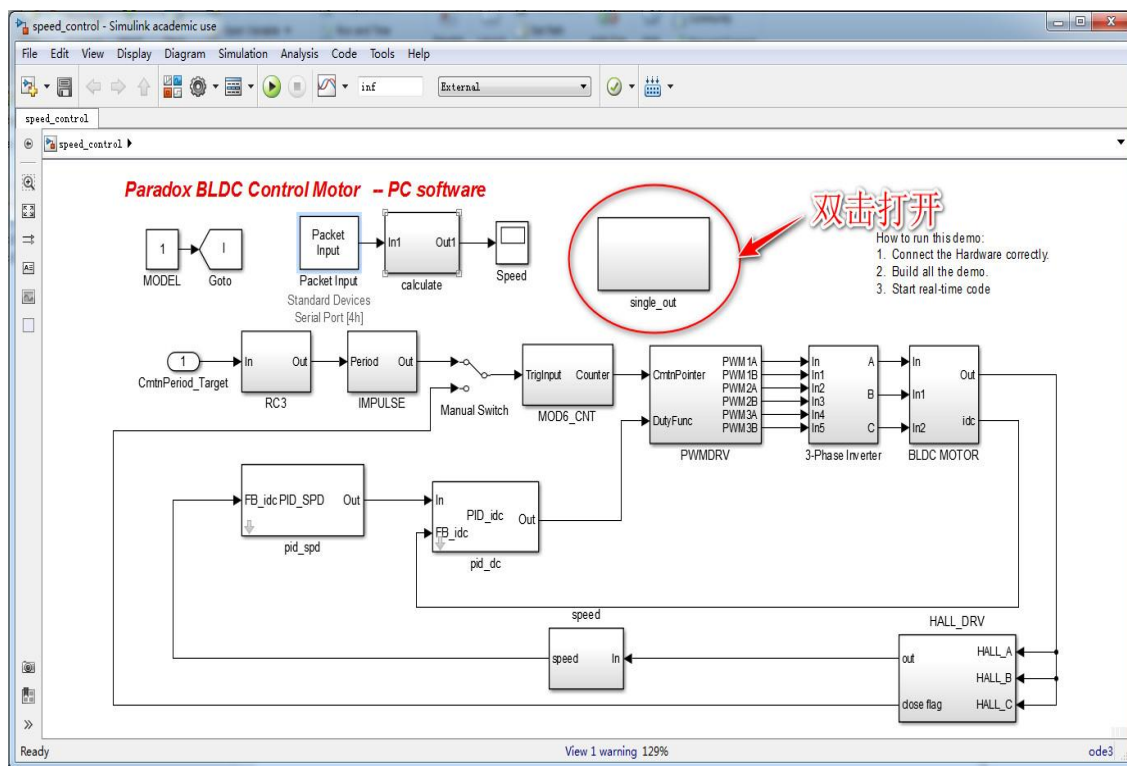 speed_control - Simulink academic use
File Edit View Display Diagram Simulation Analysis Code Tools Help
inf
External
speed_control
speed_control
Paradox BLDC Control Motor -- PC software
双击打开
1
MODEL
I
Goto
Packet
Input
Packet Input
Standard Devices
Serial Port [4h]
In1 Out1
calculate
Speed
single_out
How to run this demo:
1. Connect the Hardware correctly.
2. Build all the demo.
3. Start real-time code
1
CmtnPeriod_Target
In Out
RC3
Period Out
IMPULSE
Manual Switch
TrigInput Counter
MOD6_CNT
CmtnPointer
DutyFunc
PWM1A
PWM1B
PWM2A
PWM2B
PWM3A
PWM3B
PWMDRV
In
In1
In2
In3
In4
In5
A
B
C
3-Phase Inverter
In
In1
In2
Out
idc
BLDC MOTOR
FB_idc PID_SPD Out
pid_spd
In
PID_idc
Out
FB_idc
pid_dc
speed
speed In
HALL_DRV
out
close flag
HALL_A
HALL_B
HALL_C
Ready
View 1 warning 129%
ode3